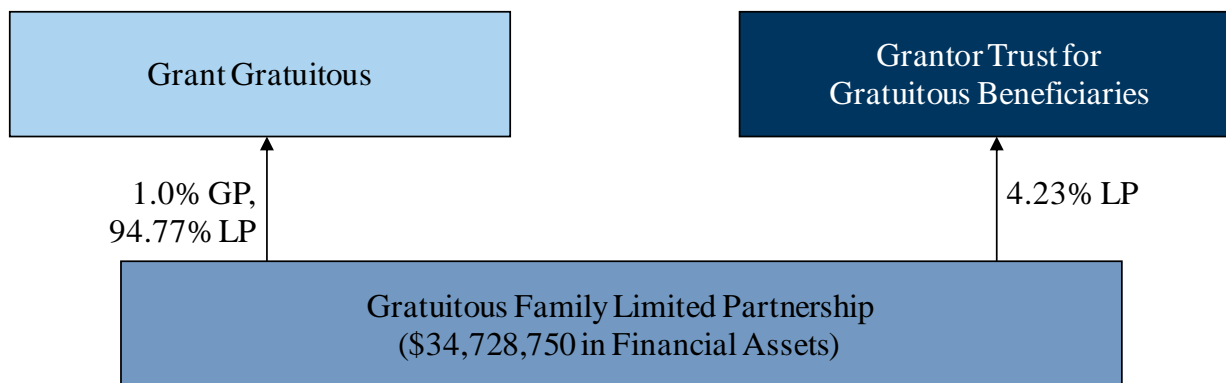 Grant Gratuitous
Grantor Trust for
Gratuitous Beneficiaries
1.0% GP,
94.77% LP
4.23% LP
Gratuitous Family Limited Partnership
($34,728,750 in Financial Assets)